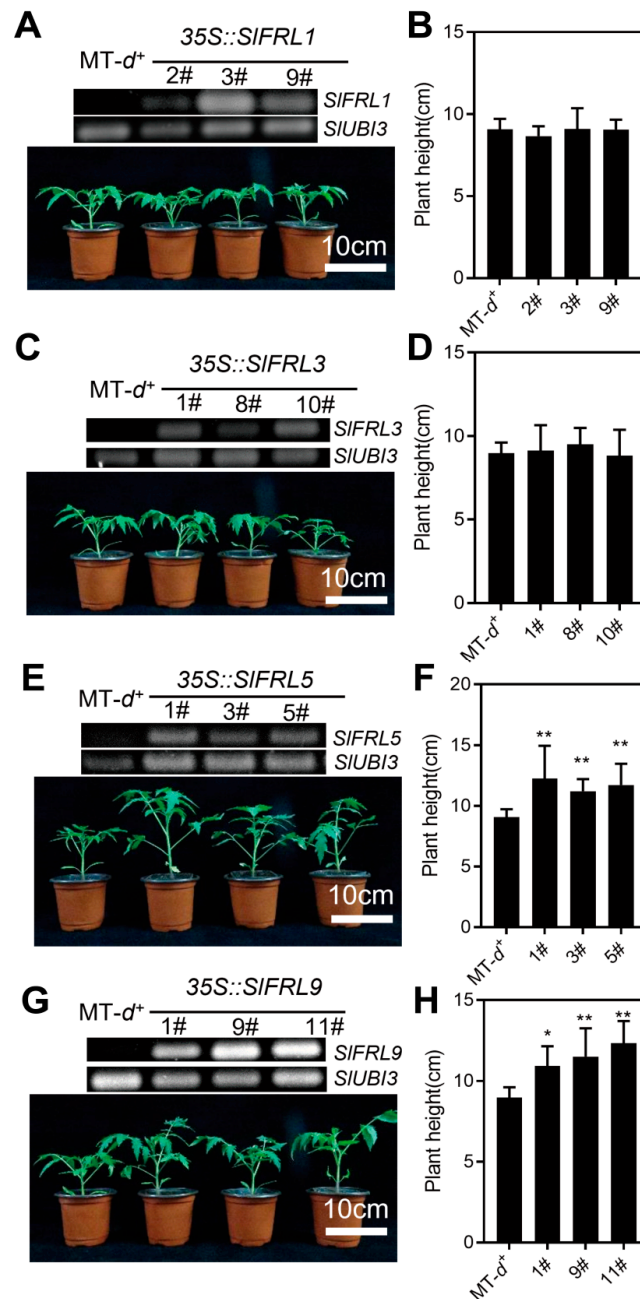 A
35S::SlFRL1
MT-d+
2# 3# 9#
SlFRL1
SlUBI3
10cm
B
Plant height(cm)
15
10
5
0
MT-d+ 2# 3# 9#
C
35S::SlFRL3
MT-d+
1# 8# 10#
SlFRL3
SlUBI3
10cm
D
Plant height(cm)
15
10
5
0
MT-d+ 1# 8# 10#
E
35S::SlFRL5
MT-d+
1# 3# 5#
SlFRL5
SlUBI3
10cm
F
Plant height(cm)
20
15
10
5
0
** ** **
MT-d+ 1# 3# 5#
G
35S::SlFRL9
MT-d+
1# 9# 11#
SlFRL9
SlUBI3
10cm
H
Plant height(cm)
15
10
5
0
* ** **
MT-d+ 1# 9# 11#